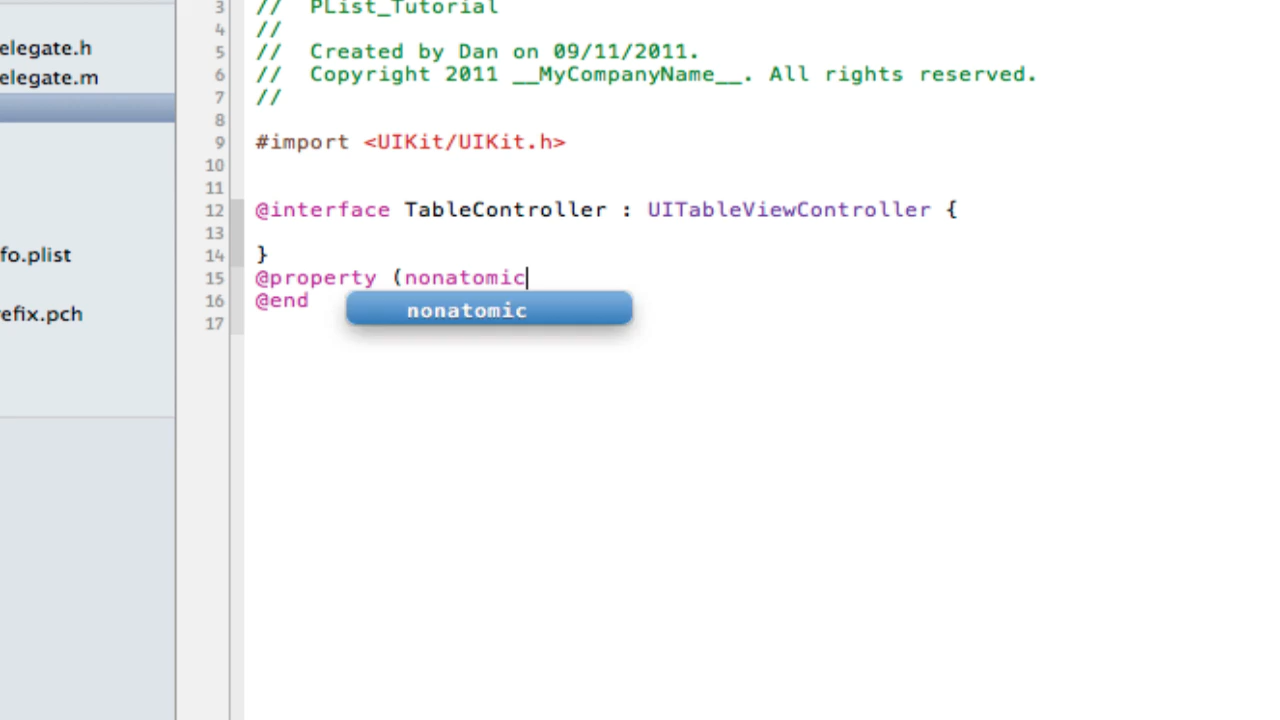 elegate.h
elegate.m
fo.plist
efix.pch
3 // PList_Tutorial
4 //
5 // Created by Dan on 09/11/2011.
6 // Copyright 2011 __MyCompanyName__. All rights reserved.
7 //
8
9 #import <UIKit/UIKit.h>
10
11
12 @interface TableController : UITableViewController {
13
14 }
15 @property (nonatomic
16 @end
nonatomic
17